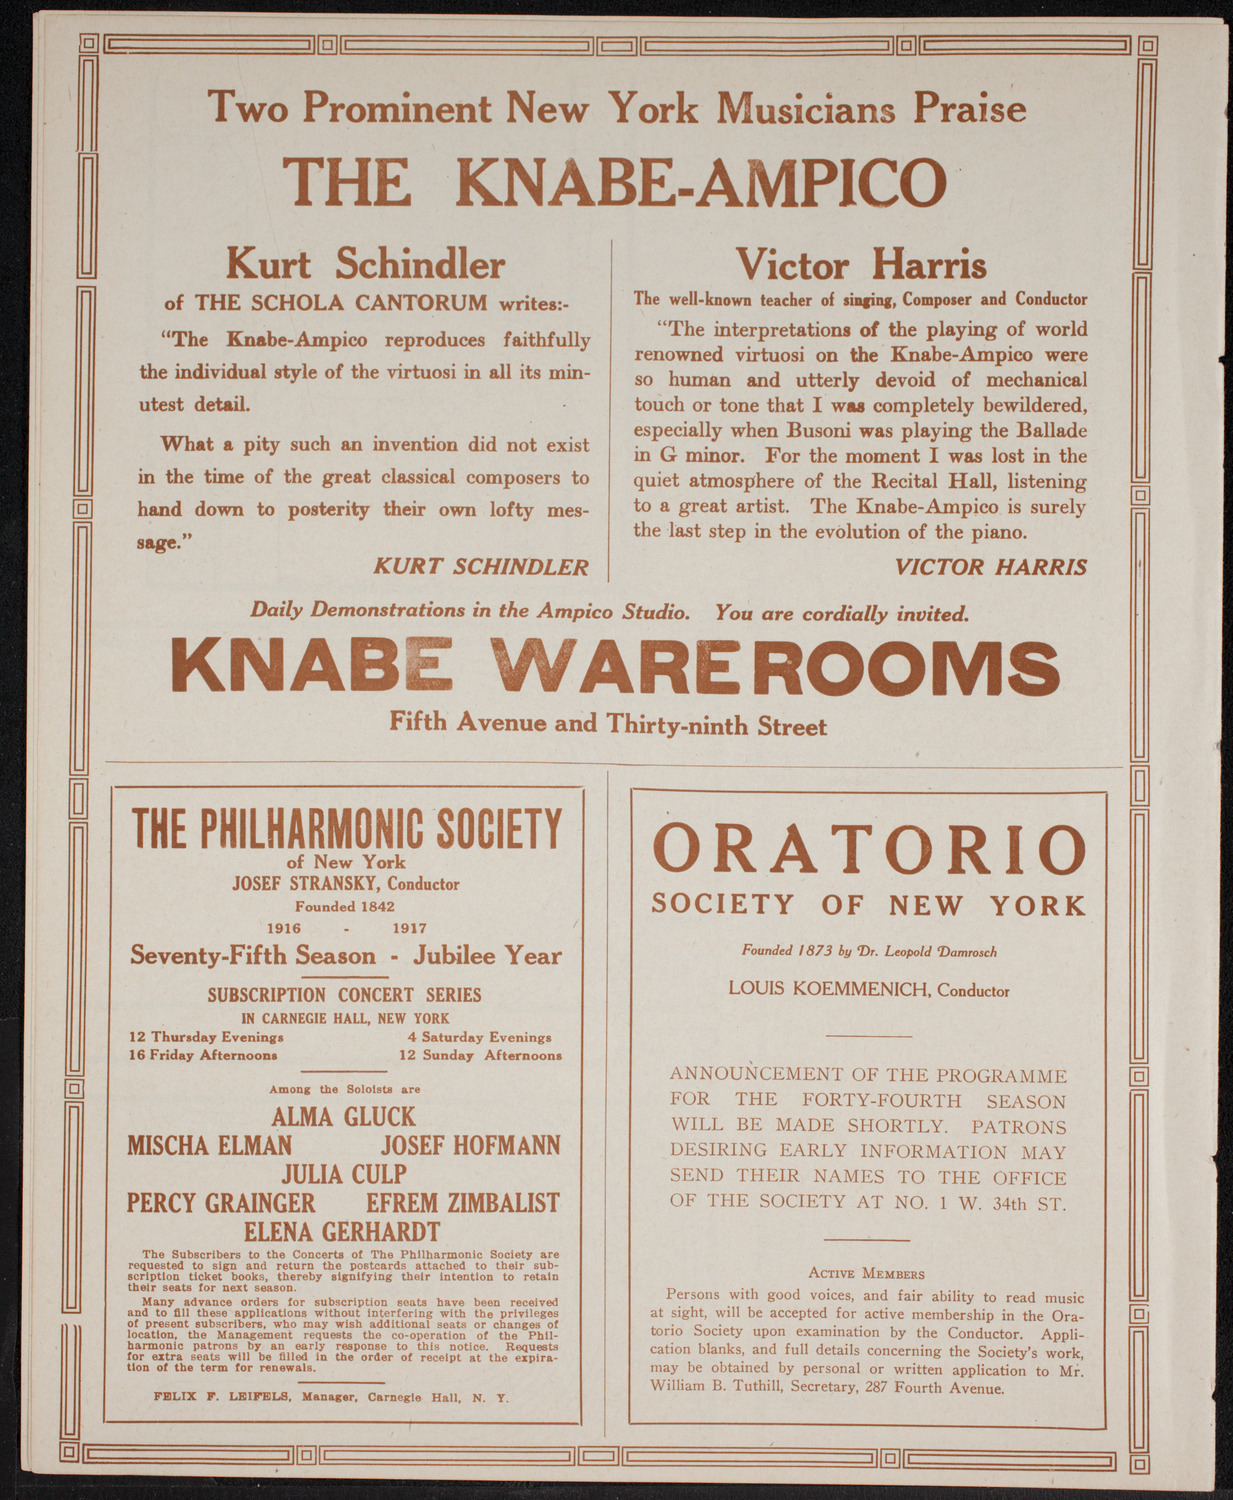 Two Prominent New York Musicians Praise
THE KNABE-AMPICO
Kurt Schindler
of THE SCHOLA CANTORUM writes:-
"The Knabe-Ampico reproduces faithfully
the individual style of the virtuosi in all its min-
utest detail.
What a pity such an invention did not exist
in the time of the great classical composers to
hand down to posterity their own lofty mes-
sage."
KURT SCHINDLER
Victor Harris
The well-known teacher of singing, Composer and Conductor
"The interpretations of the playing of world
renowned virtuosi on the Knabe-Ampico were
so human and utterly devoid of mechanical
touch or tone that I was completely bewildered,
especially when Busoni was playing the Ballade
in G minor. For the moment I was lost in the
quiet atmosphere of the Recital Hall, listening
to a great artist. The Knabe-Ampico is surely
the last step in the evolution of the piano.
VICTOR HARRIS
Daily Demonstrations in the Ampico Studio. You are cordially invited.
KNABE WAREROOMS
Fifth Avenue and Thirty-ninth Street
THE PHILHARMONIC SOCIETY
of New York
JOSEF STRANSKY, Conductor
Founded 1842
1916 - 1917
Seventy-Fifth Season - Jubilee Year
SUBSCRIPTION CONCERT SERIES
IN CARNEGIE HALL, NEW YORK
12 Thursday Evenings 4 Saturday Evenings
16 Friday Afternoons 12 Sunday Afternoons
Among the Soloists are
ALMA GLUCK
MISCHA ELMAN JOSEF HOFMANN
JULIA CULP
PERCY GRAINGER EFREM ZIMBALIST
ELENA GERHARDT
The Subscribers to the Concerts of The Philharmonic Society are
requested to sign and return the postcards attached to their sub-
scription ticket books, thereby signifying their intention to retain
their seats for next season.
Many advance orders for subscription seats have been received
and to fill these applications without interfering with the privileges
of present subscribers, who may wish additional seats or changes of
location, the Management requests the co-operation of the Phil-
harmonic patrons by an early response to this notice. Requests
for extra seats will be filled in the order of receipt at the expira-
tion of the term for renewals.
FELIX F. LEIFELS, Manager, Carnegie Hall, N. Y.
ORATORIO
SOCIETY OF NEW YORK
Founded 1873 by Dr. Leopold Damrosch
LOUIS KOEMMENICH, Conductor
ANNOUNCEMENT OF THE PROGRAMME
FOR THE FORTY-FOURTH SEASON
WILL BE MADE SHORTLY. PATRONS
DESIRING EARLY INFORMATION MAY
SEND THEIR NAMES TO THE OFFICE
OF THE SOCIETY AT NO. 1 W. 34th ST.
ACTIVE MEMBERS
Persons with good voices, and fair ability to read music
at sight, will be accepted for active membership in the Ora-
torio Society upon examination by the Conductor. Appli-
cation blanks, and full details concerning the Society's work,
may be obtained by personal or written application to Mr.
William B. Tuthill, Secretary, 287 Fourth Avenue.